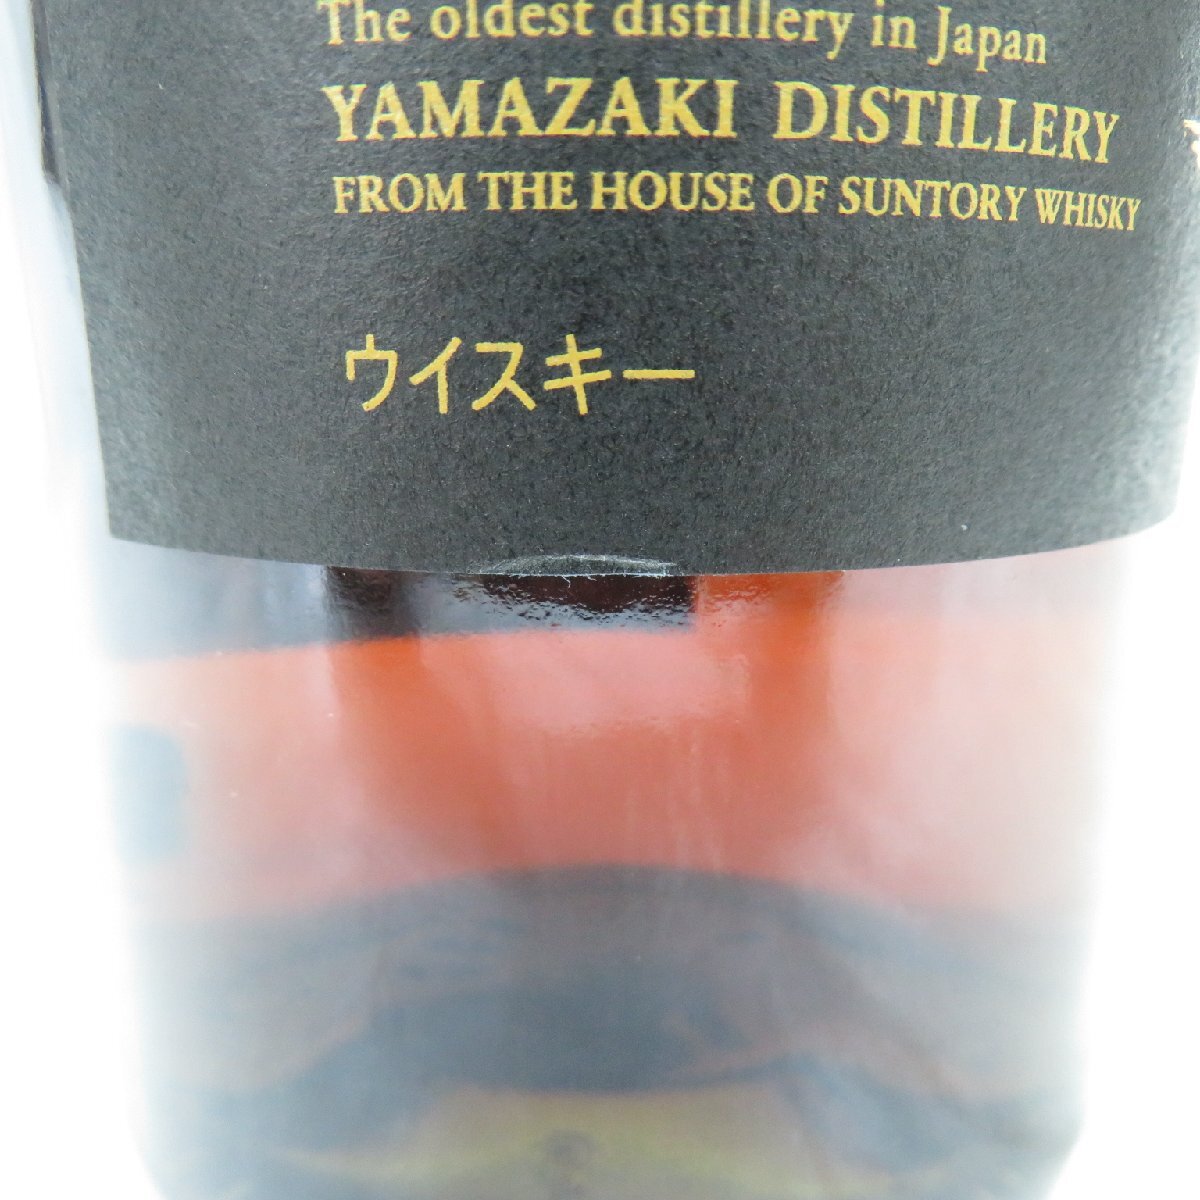 The oldest distillery in Japan
YAMAZAKI DISTILLERY
FROM THE HOUSE OF SUNTORY WHISKY
ウイスキー